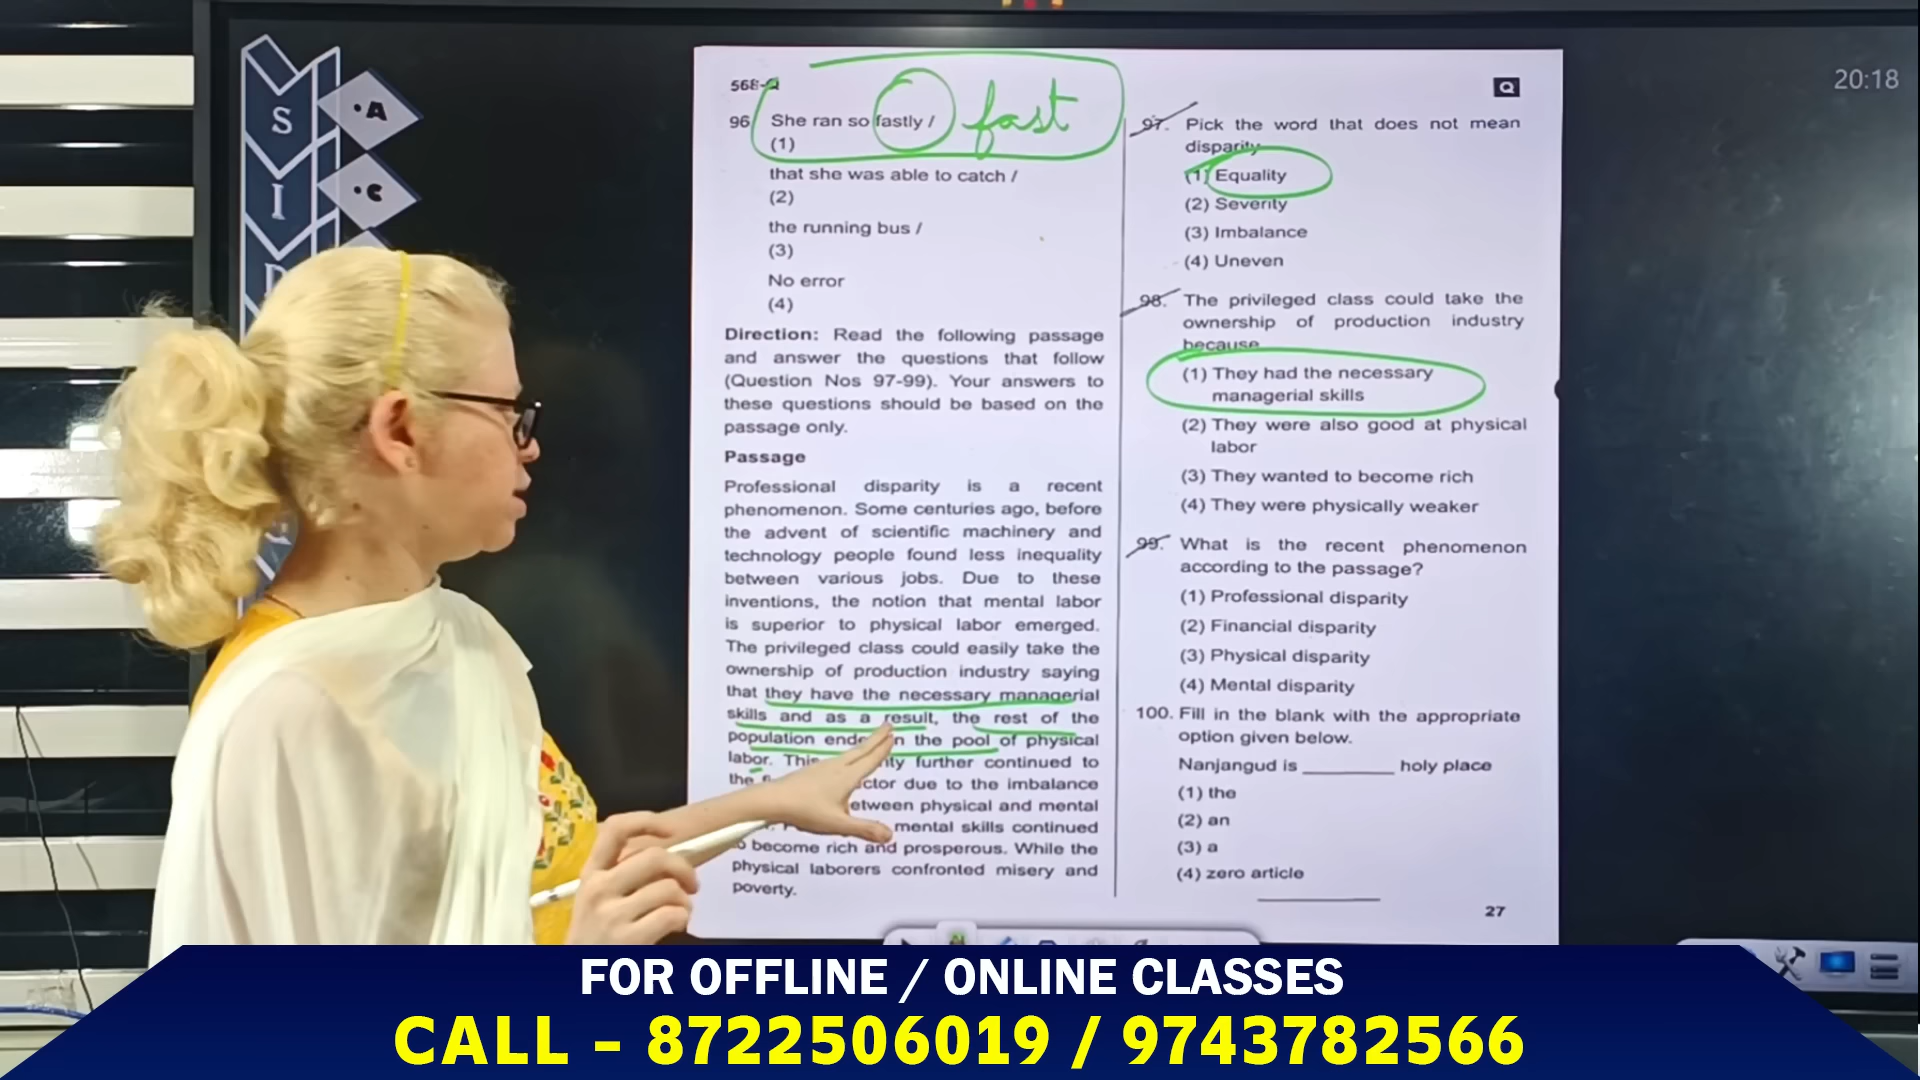 S
I
R
• A
• C
20:18
568-Q
Q
96 She ran so fastly / fast
(1)
that she was able to catch /
(2)
the running bus /
(3)
No error
(4)
Direction: Read the following passage
and answer the questions that follow
(Question Nos 97-99). Your answers to
these questions should be based on the
passage only.
Passage
Professional disparity is a recent
phenomenon. Some centuries ago, before
the advent of scientific machinery and
technology people found less inequality
between various jobs. Due to these
inventions, the notion that mental labor
is superior to physical labor emerged.
The privileged class could easily take the
ownership of production industry saying
that they have the necessary managerial
skills and as a result, the rest of the
population ende in the pool of physical
labor. This ity further continued to
the ctor due to the imbalance
etween physical and mental
mental skills continued
to become rich and prosperous. While the
physical laborers confronted misery and
poverty.
97. Pick the word that does not mean
disparity
(1) Equality
(2) Severity
(3) Imbalance
(4) Uneven
98. The privileged class could take the
ownership of production industry
because
(1) They had the necessary
managerial skills
(2) They were also good at physical
labor
(3) They wanted to become rich
(4) They were physically weaker
99. What is the recent phenomenon
according to the passage?
(1) Professional disparity
(2) Financial disparity
(3) Physical disparity
(4) Mental disparity
100. Fill in the blank with the appropriate
option given below.
Nanjangud is ________ holy place
(1) the
(2) an
(3) a
(4) zero article
27
FOR OFFLINE / ONLINE CLASSES
CALL - 8722506019 / 9743782566